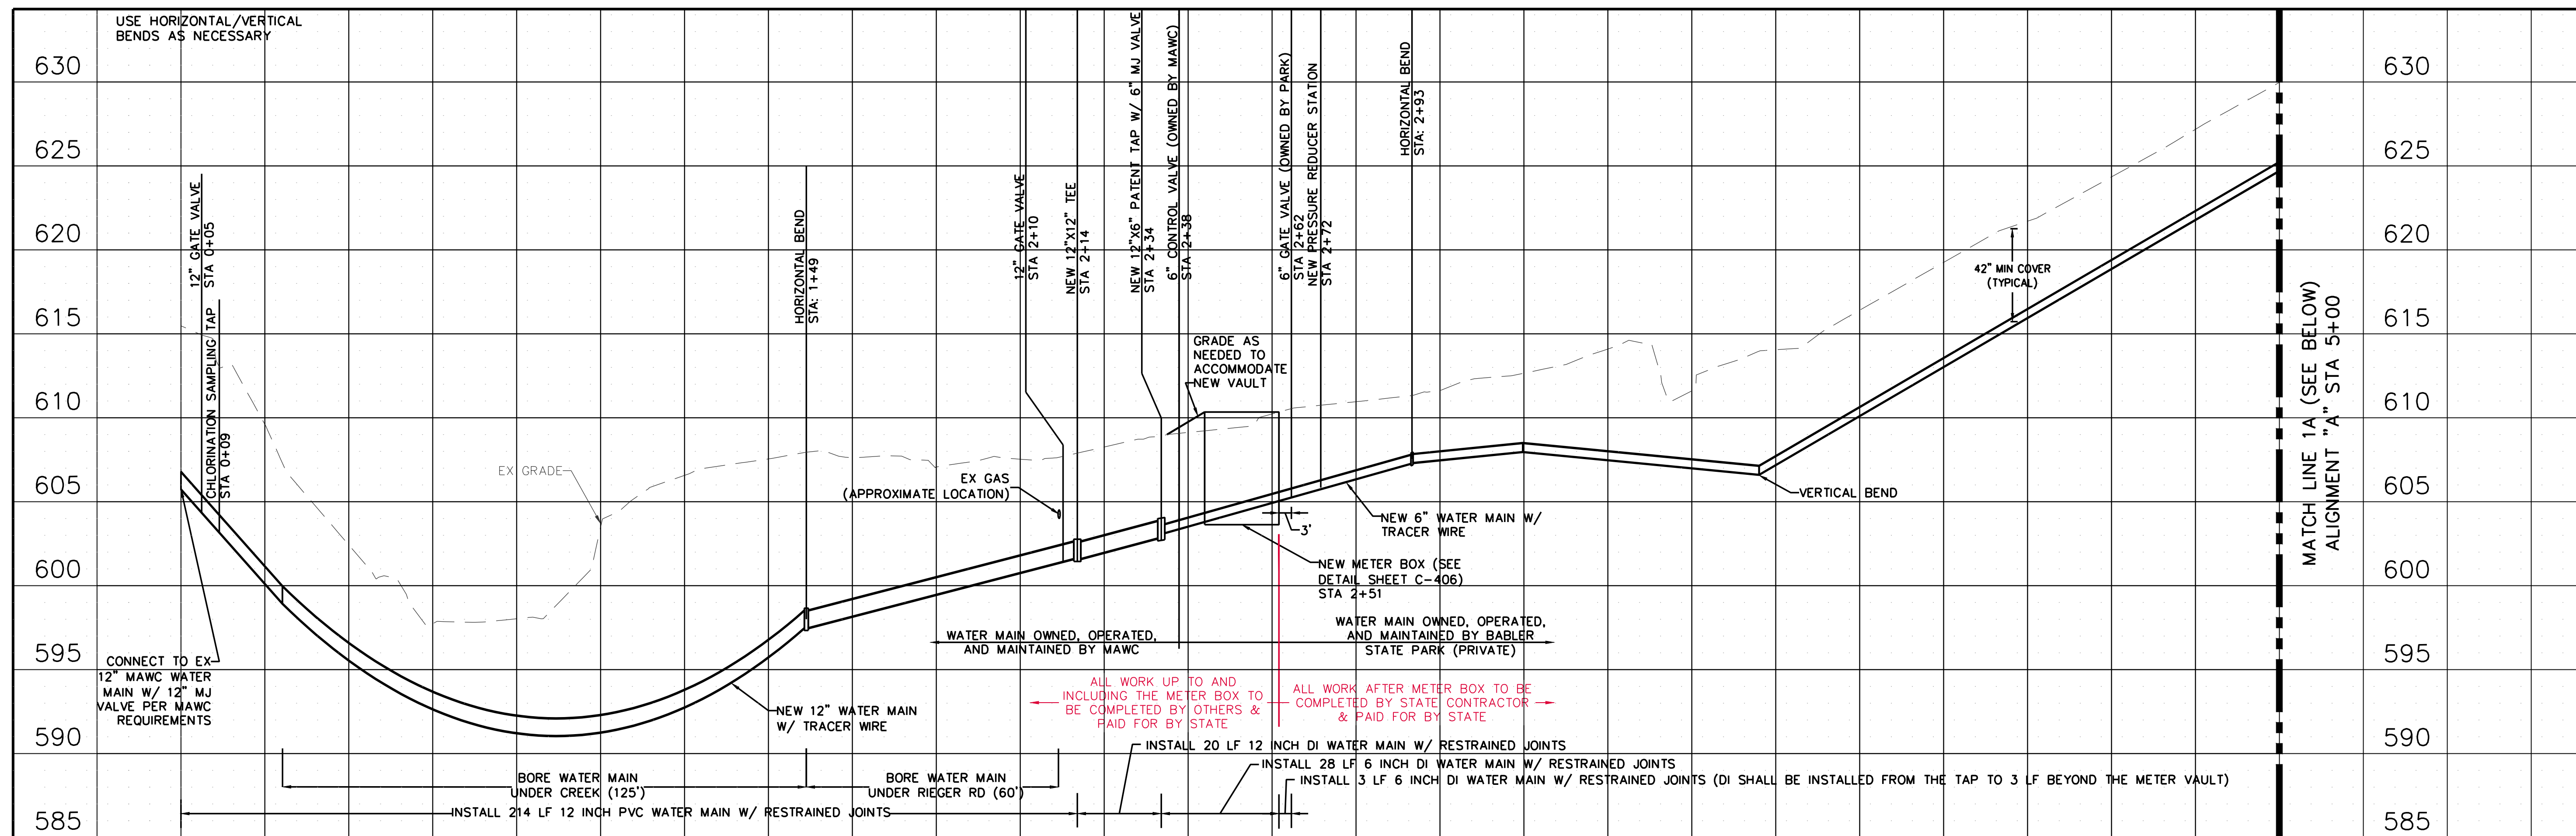 USE HORIZONTAL/VERTICAL
BENDS AS NECESSARY
630
625
620
615
610
605
600
595
590
585
12" GATE VALVE
STA 0+05
CHLORINATION SAMPLING TAP
STA 0+09
HORIZONTAL BEND
STA: 1+49
12" GATE VALVE
STA 2+10
NEW 12"X12" TEE
STA 2+14
NEW 12"X6" PATENT TAP W/ 6" MJ VALVE
STA 2+34
6" CONTROL VALVE (OWNED BY MAWC)
STA 2+38
6" GATE VALVE (OWNED BY PARK)
STA 2+62
NEW PRESSURE REDUCER STATION
STA 2+72
HORIZONTAL BEND
STA: 2+93
GRADE AS
NEEDED TO
ACCOMMODATE
NEW VAULT
42" MIN COVER
(TYPICAL)
EX GRADE
EX GAS
(APPROXIMATE LOCATION)
VERTICAL BEND
NEW 6" WATER MAIN W/
TRACER WIRE
3'
NEW METER BOX (SEE
DETAIL SHEET C-406)
STA 2+51
CONNECT TO EX
12" MAWC WATER
MAIN W/ 12" MJ
VALVE PER MAWC
REQUIREMENTS
NEW 12" WATER MAIN
W/ TRACER WIRE
WATER MAIN OWNED, OPERATED,
AND MAINTAINED BY MAWC
WATER MAIN OWNED, OPERATED,
AND MAINTAINED BY BABLER
STATE PARK (PRIVATE)
ALL WORK UP TO AND
INCLUDING THE METER BOX TO
BE COMPLETED BY OTHERS &
PAID FOR BY STATE
ALL WORK AFTER METER BOX TO BE
COMPLETED BY STATE CONTRACTOR
& PAID FOR BY STATE
BORE WATER MAIN
UNDER CREEK (125')
BORE WATER MAIN
UNDER RIEGER RD (60')
INSTALL 20 LF 12 INCH DI WATER MAIN W/ RESTRAINED JOINTS
INSTALL 28 LF 6 INCH DI WATER MAIN W/ RESTRAINED JOINTS
INSTALL 3 LF 6 INCH DI WATER MAIN W/ RESTRAINED JOINTS (DI SHALL BE INSTALLED FROM THE TAP TO 3 LF BEYOND THE METER VAULT)
INSTALL 214 LF 12 INCH PVC WATER MAIN W/ RESTRAINED JOINTS
MATCH LINE 1A (SEE BELOW)
ALIGNMENT "A" STA 5+00
630
625
620
615
610
605
600
595
590
585